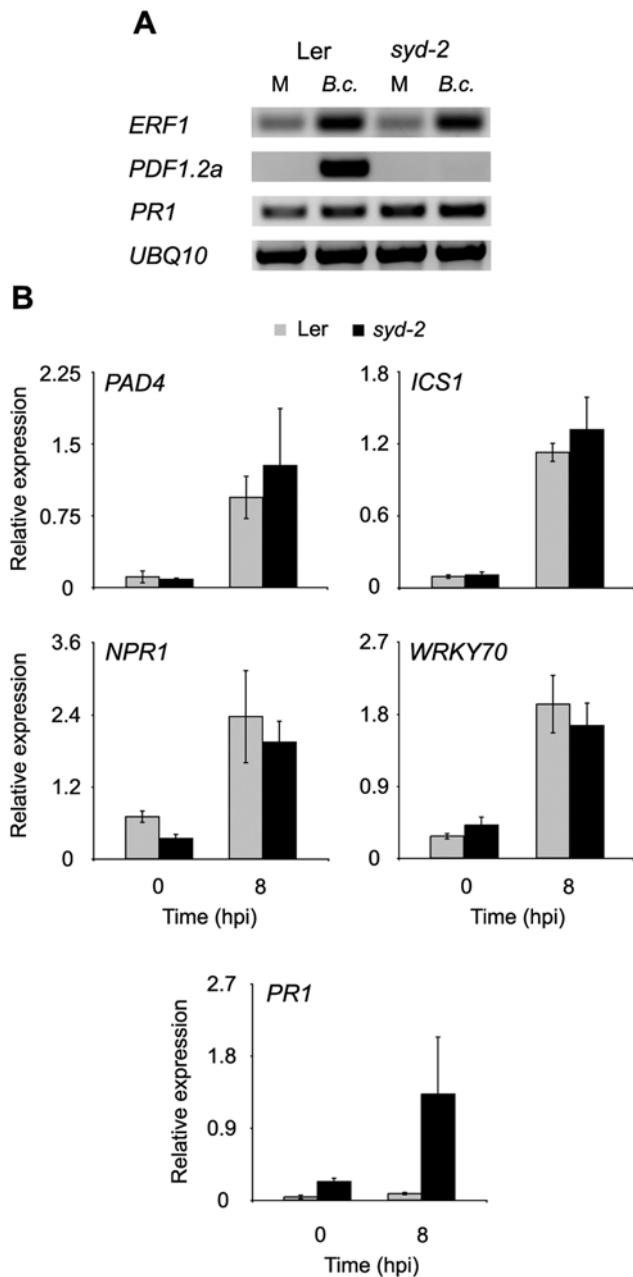 A
Ler syd-2
M B.c. M B.c.
ERF1
PDF1.2a
PR1
UBQ10
B
Ler syd-2
PAD4 ICS1
2.25 1.8
1.5 1.2
0.75 0.6
0 0
Relative expression
NPR1 WRKY70
3.6 2.7
2.4 1.8
1.2 0.9
0 0
Relative expression
0 8 0 8
Time (hpi) Time (hpi)
PR1
2.7
1.8
0.9
0
Relative expression
0 8
Time (hpi)